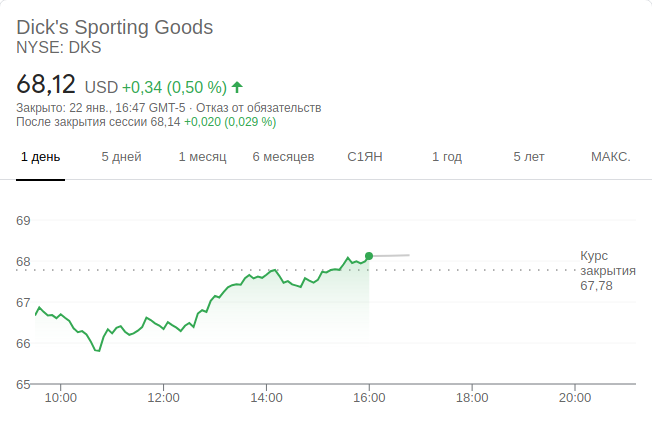 Dick's Sporting Goods
NYSE: DKS
68,12 USD +0,34 (0,50 %)
Закрыто: 22 янв., 16:47 GMT-5 · Отказ от обязательств
После закрытия сессии 68,14 +0,020 (0,029 %)
1 день 5 дней 1 месяц 6 месяцев С1ЯН 1 год 5 лет МАКС.
69
68
67
66
65
Курс
закрытия
67,78
10:00 12:00 14:00 16:00 18:00 20:00